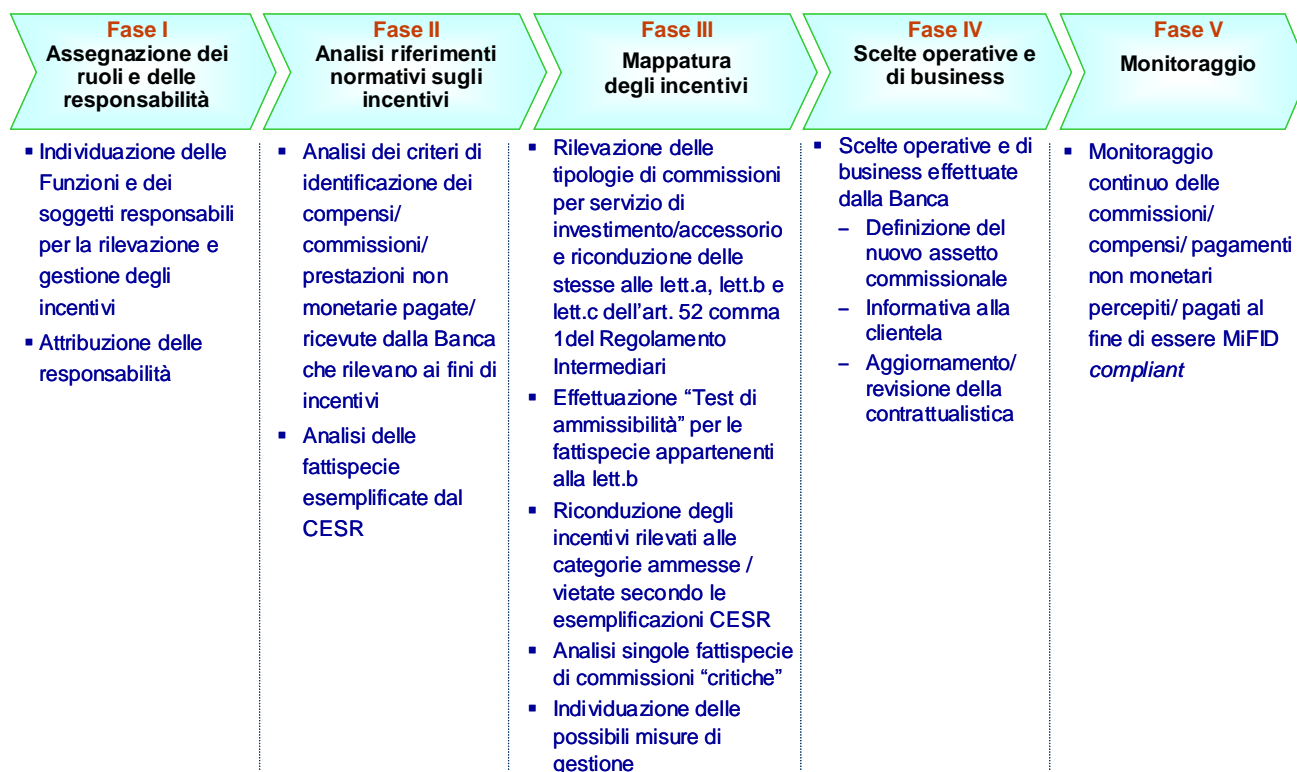 Fase I
Assegnazione dei
ruoli e delle
responsabilità
Fase II
Analisi riferimenti
normativi sugli
incentivi
Fase III
Mappatura
degli incentivi
Fase IV
Scelte operative e
di business
Fase V
Monitoraggio
▪ Individuazione delle
Funzioni e dei
soggetti responsabili
per la rilevazione e
gestione degli
incentivi
▪ Attribuzione delle
responsabilità
▪ Analisi dei criteri di
identificazione dei
compensi/
commissioni/
prestazioni non
monetarie pagate/
ricevute dalla Banca
che rilevano ai fini di
incentivi
▪ Analisi delle
fattispecie
esemplificate dal
CESR
▪ Rilevazione delle
tipologie di commissioni
per servizio di
investimento/accessorio
e riconduzione delle
stesse alle lett.a, lett.b e
lett.c dell'art. 52 comma
1del Regolamento
Intermediari
▪ Effettuazione "Test di
ammissibilità" per le
fattispecie appartenenti
alla lett.b
▪ Riconduzione degli
incentivi rilevati alle
categorie ammesse /
vietate secondo le
esemplificazioni CESR
▪ Analisi singole fattispecie
di commissioni "critiche"
▪ Individuazione delle
possibili misure di
gestione
▪ Scelte operative e di
business effettuate
dalla Banca
– Definizione del
nuovo assetto
commissionale
– Informativa alla
clientela
– Aggiornamento/
revisione della
contrattualistica
▪ Monitoraggio
continuo delle
commissioni/
compensi/ pagamenti
non monetari
percepiti/ pagati al
fine di essere MiFID
compliant